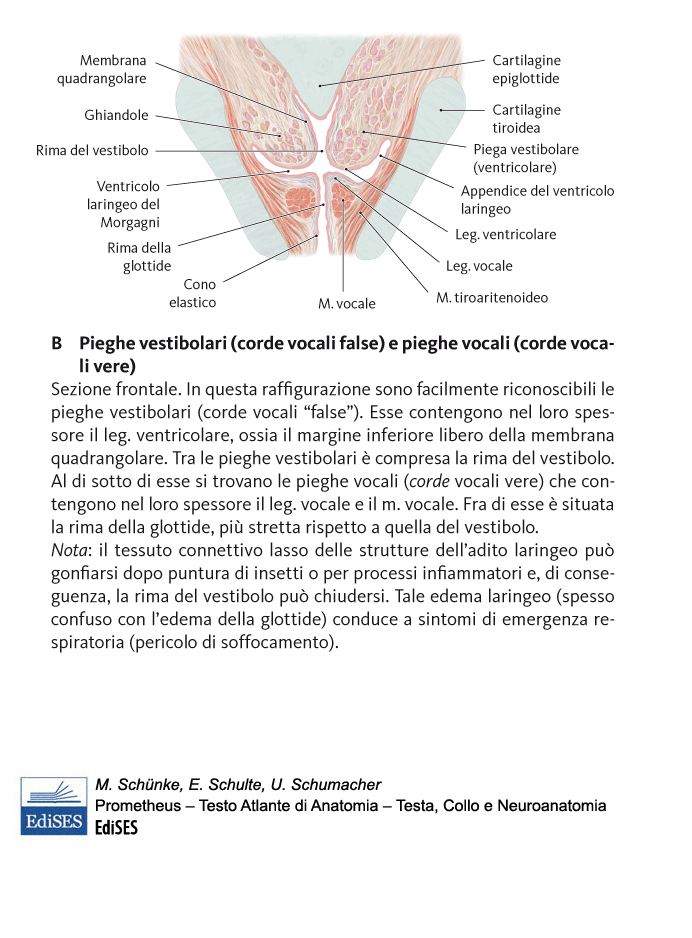 Membrana
quadrangolare
Ghiandole
Rima del vestibolo
Ventricolo
laringeo del
Morgagni
Rima della
glottide
Cono
elastico
M. vocale
Cartilagine
epiglottide
Cartilagine
tiroidea
Piega vestibolare
(ventricolare)
Appendice del ventricolo
laringeo
Leg. ventricolare
Leg. vocale
M. tiroaritenoideo
B Pieghe vestibolari (corde vocali false) e pieghe vocali (corde voca-
li vere)
Sezione frontale. In questa raffigurazione sono facilmente riconoscibili le
pieghe vestibolari (corde vocali “false”). Esse contengono nel loro spes-
sore il leg. ventricolare, ossia il margine inferiore libero della membrana
quadrangolare. Tra le pieghe vestibolari è compresa la rima del vestibolo.
Al di sotto di esse si trovano le pieghe vocali (corde vocali vere) che con-
tengono nel loro spessore il leg. vocale e il m. vocale. Fra di esse è situata
la rima della glottide, più stretta rispetto a quella del vestibolo.
Nota: il tessuto connettivo lasso delle strutture dell’adito laringeo può
gonfiarsi dopo puntura di insetti o per processi infiammatori e, di conse-
guenza, la rima del vestibolo può chiudersi. Tale edema laringeo (spesso
confuso con l’edema della glottide) conduce a sintomi di emergenza re-
spiratoria (pericolo di soffocamento).
EdiSES
M. Schünke, E. Schulte, U. Schumacher
Prometheus – Testo Atlante di Anatomia – Testa, Collo e Neuroanatomia
EdiSES